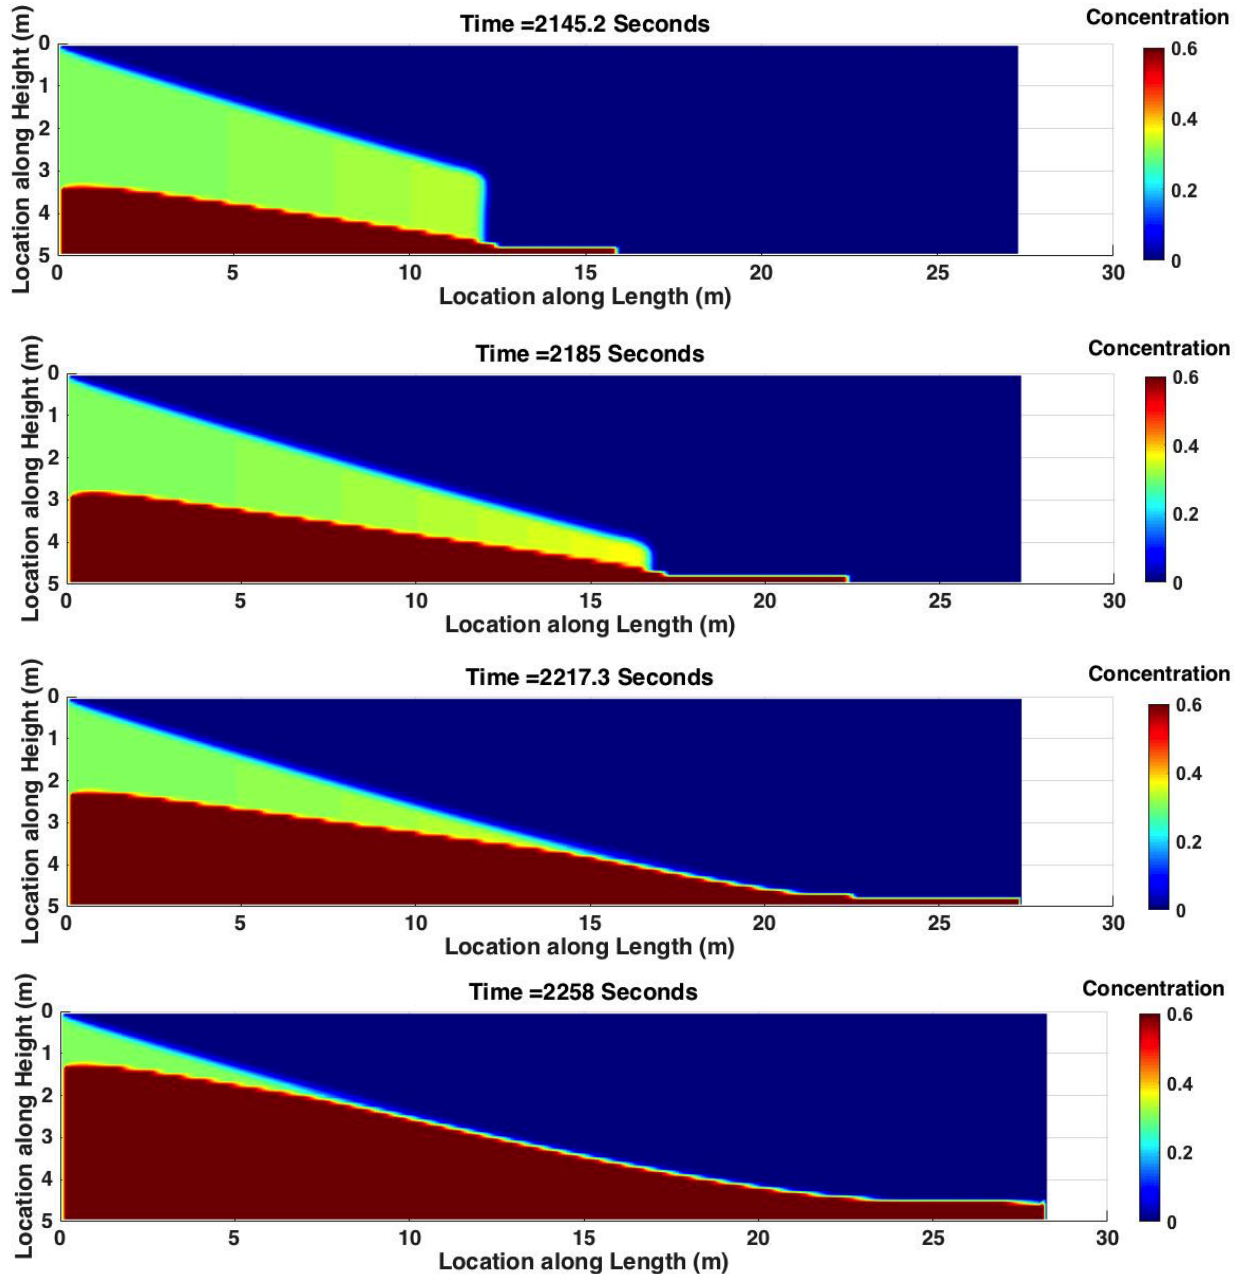 Time =2145.2 Seconds
Concentration
Location along Height (m)
0
1
2
3
4
5
0 5 10 15 20 25 30
Location along Length (m)
0.6
0.4
0.2
0
Time =2185 Seconds
Concentration
Location along Height (m)
0
1
2
3
4
5
0 5 10 15 20 25 30
Location along Length (m)
0.6
0.4
0.2
0
Time =2217.3 Seconds
Concentration
Location along Height (m)
0
1
2
3
4
5
0 5 10 15 20 25 30
Location along Length (m)
0.6
0.4
0.2
0
Time =2258 Seconds
Concentration
Location along Height (m)
0
1
2
3
4
5
0 5 10 15 20 25 30
Location along Length (m)
0.6
0.4
0.2
0